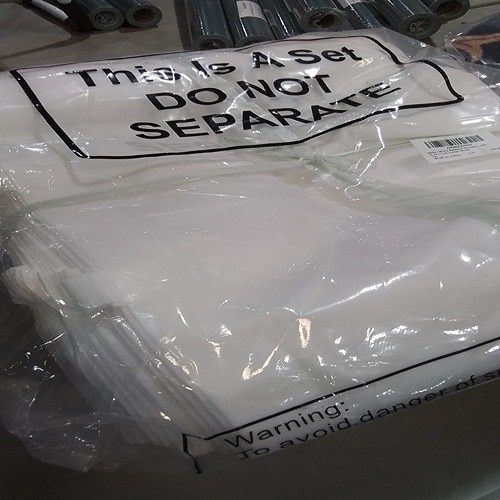 This Is A Set
DO NOT
SEPARATE
Warning:
To avoid danger of